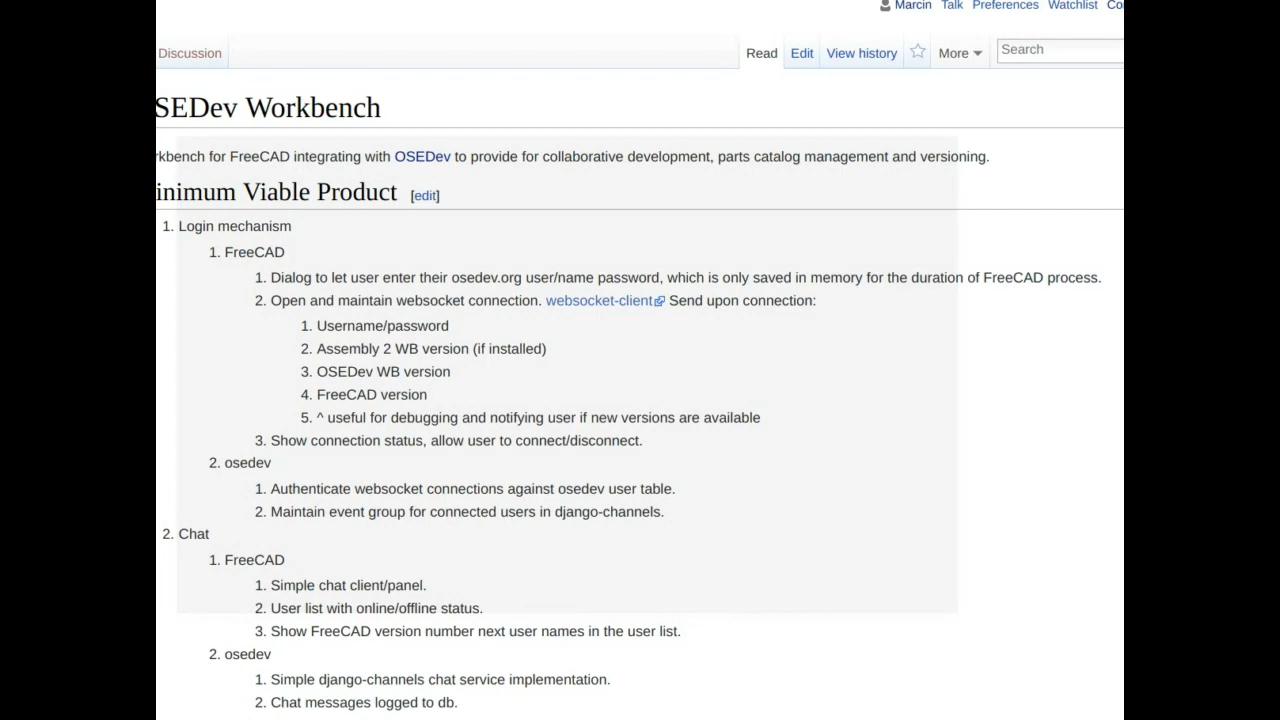 Marcin Talk Preferences Watchlist Co
Discussion Read Edit View history More Search
SEDev Workbench
rkbench for FreeCAD integrating with OSEDev to provide for collaborative development, parts catalog management and versioning.
inimum Viable Product [edit]
1. Login mechanism
1. FreeCAD
1. Dialog to let user enter their osedev.org user/name password, which is only saved in memory for the duration of FreeCAD process.
2. Open and maintain websocket connection. websocket-client Send upon connection:
1. Username/password
2. Assembly 2 WB version (if installed)
3. OSEDev WB version
4. FreeCAD version
5. ^ useful for debugging and notifying user if new versions are available
3. Show connection status, allow user to connect/disconnect.
2. osedev
1. Authenticate websocket connections against osedev user table.
2. Maintain event group for connected users in django-channels.
2. Chat
1. FreeCAD
1. Simple chat client/panel.
2. User list with online/offline status.
3. Show FreeCAD version number next user names in the user list.
2. osedev
1. Simple django-channels chat service implementation.
2. Chat messages logged to db.